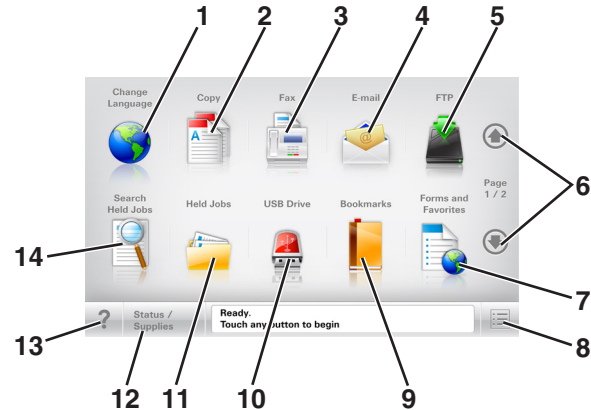 1 2 3 4 5
Change
Language
Copy
Fax
E-mail
FTP
A
@
6
Page
1 / 2
Search
Held Jobs
Held Jobs
USB Drive
Bookmarks
Forms and
Favorites
14
7
?
Status /
Supplies
Ready.
Touch any button to begin
13
12
11
10
9
8